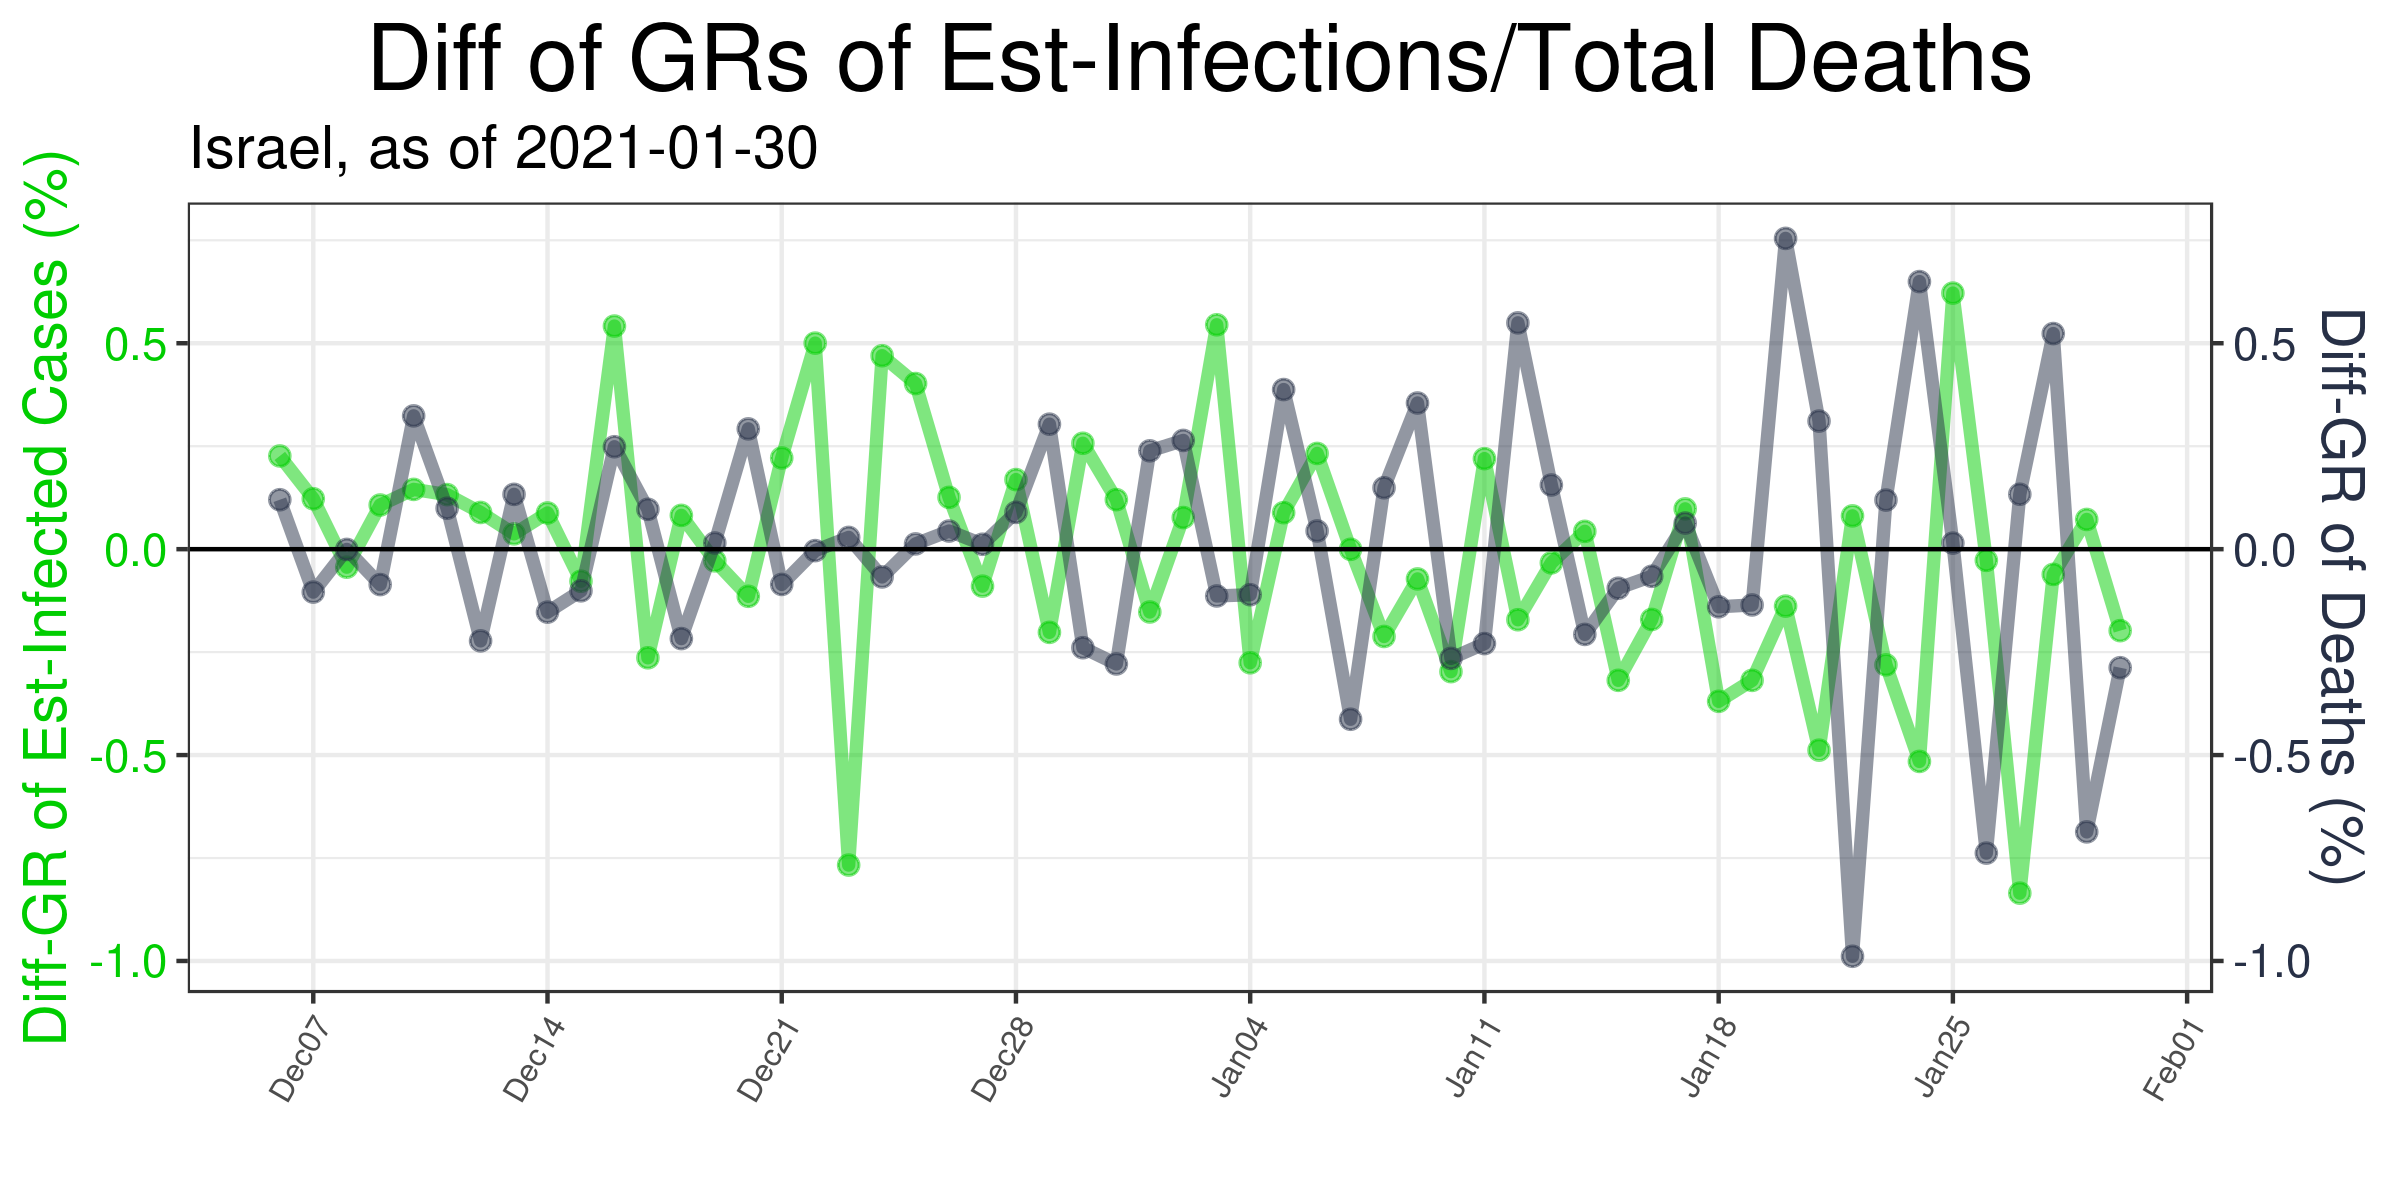 Diff of GRs of Est-Infections/Total Deaths
Israel, as of 2021-01-30
Diff-GR of Est-Infected Cases (%)
0.5
0.0
-0.5
-1.0
0.5
0.0
-0.5
-1.0
Diff-GR of Deaths (%)
Dec07
Dec14
Dec21
Dec28
Jan04
Jan11
Jan18
Jan25
Feb01